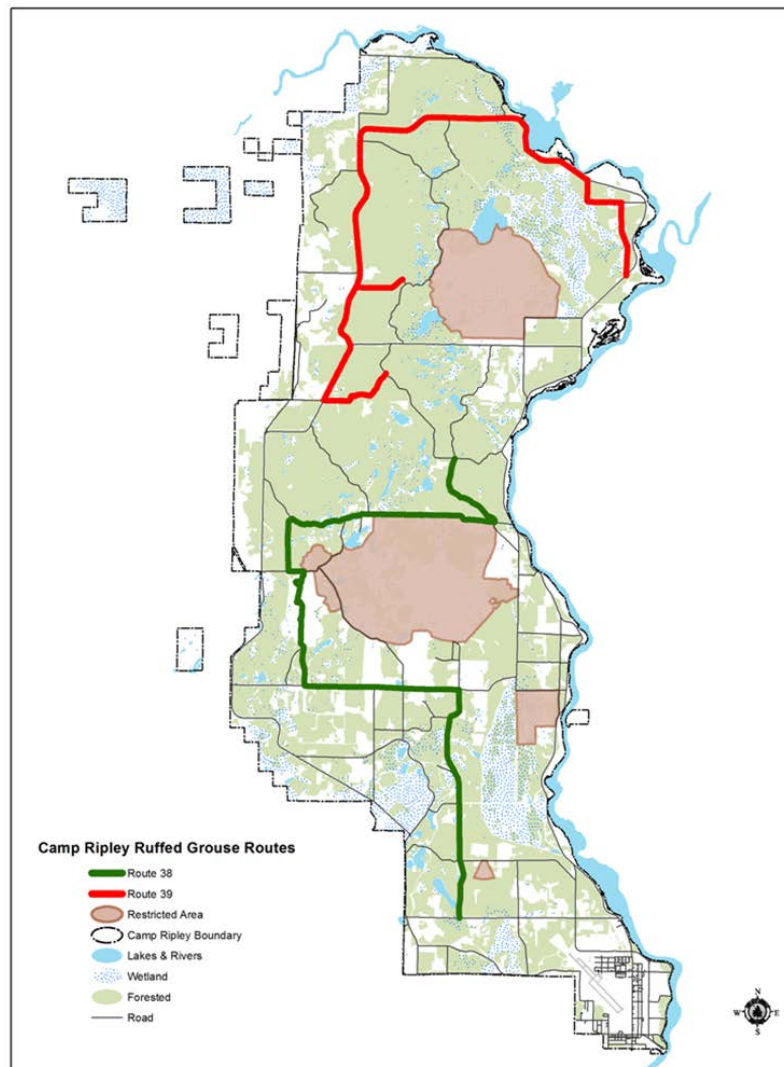 Camp Ripley Ruffed Grouse Routes
Route 38
Route 39
Restricted Area
Camp Ripley Boundary
Lakes & Rivers
Wetland
Forested
Road
N
W E
S